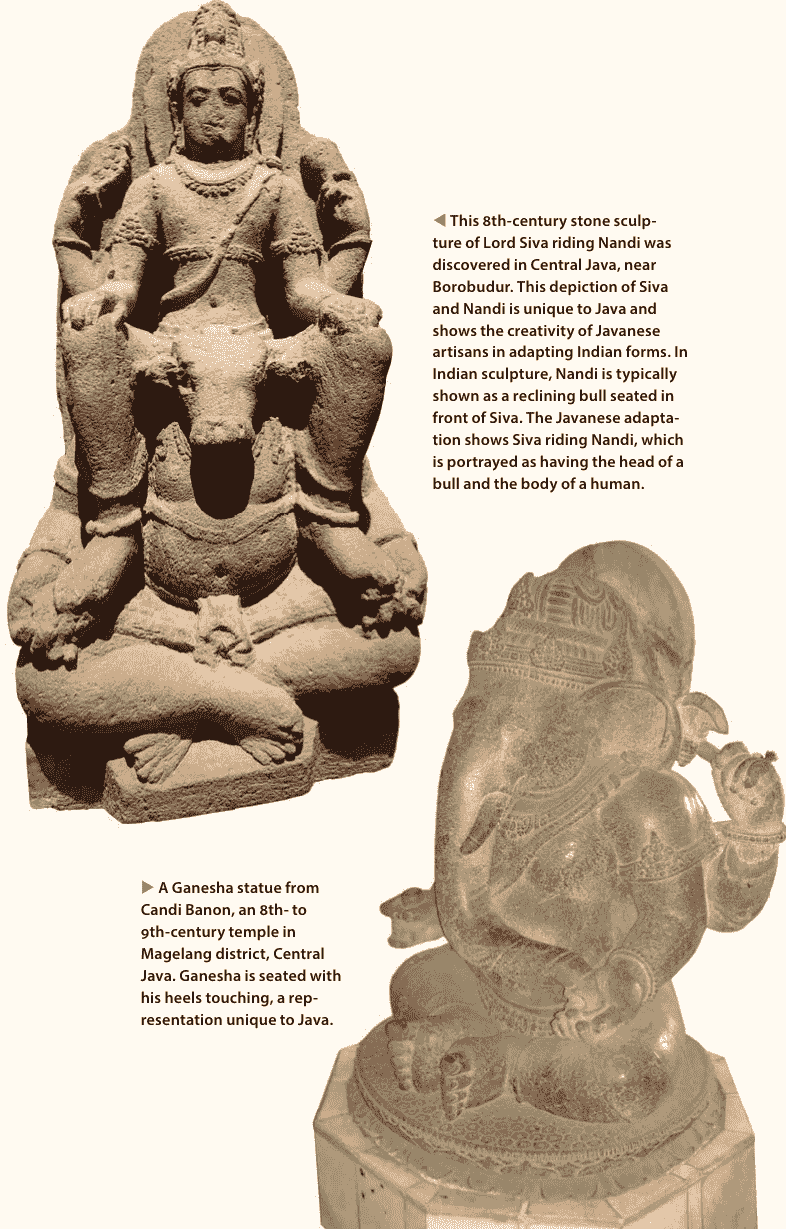 ◀ This 8th-century stone sculp-
ture of Lord Siva riding Nandi was
discovered in Central Java, near
Borobudur. This depiction of Siva
and Nandi is unique to Java and
shows the creativity of Javanese
artisans in adapting Indian forms. In
Indian sculpture, Nandi is typically
shown as a reclining bull seated in
front of Siva. The Javanese adapta-
tion shows Siva riding Nandi, which
is portrayed as having the head of a
bull and the body of a human.
▶ A Ganesha statue from
Candi Banon, an 8th- to
9th-century temple in
Magelang district, Central
Java. Ganesha is seated with
his heels touching, a rep-
resentation unique to Java.